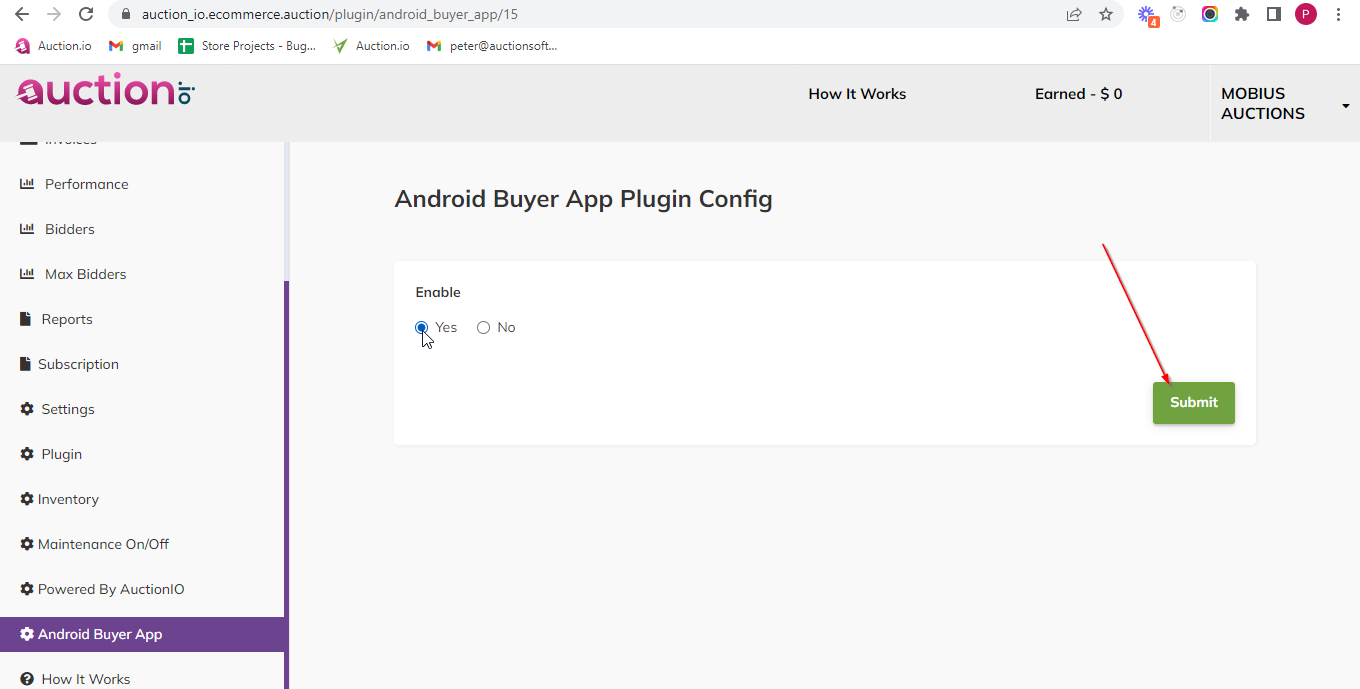 auction_io.ecommerce.auction/plugin/android_buyer_app/15
4
P
Auction.io
gmail
Store Projects - Bug...
Auction.io
peter@auctionsoft...
auction io
How It Works
Earned - $ 0
MOBIUS
AUCTIONS
Invoices
Performance
Bidders
Max Bidders
Reports
Subscription
Settings
Plugin
Inventory
Maintenance On/Off
Powered By AuctionIO
Android Buyer App
How It Works
Android Buyer App Plugin Config
Enable
Yes
No
Submit